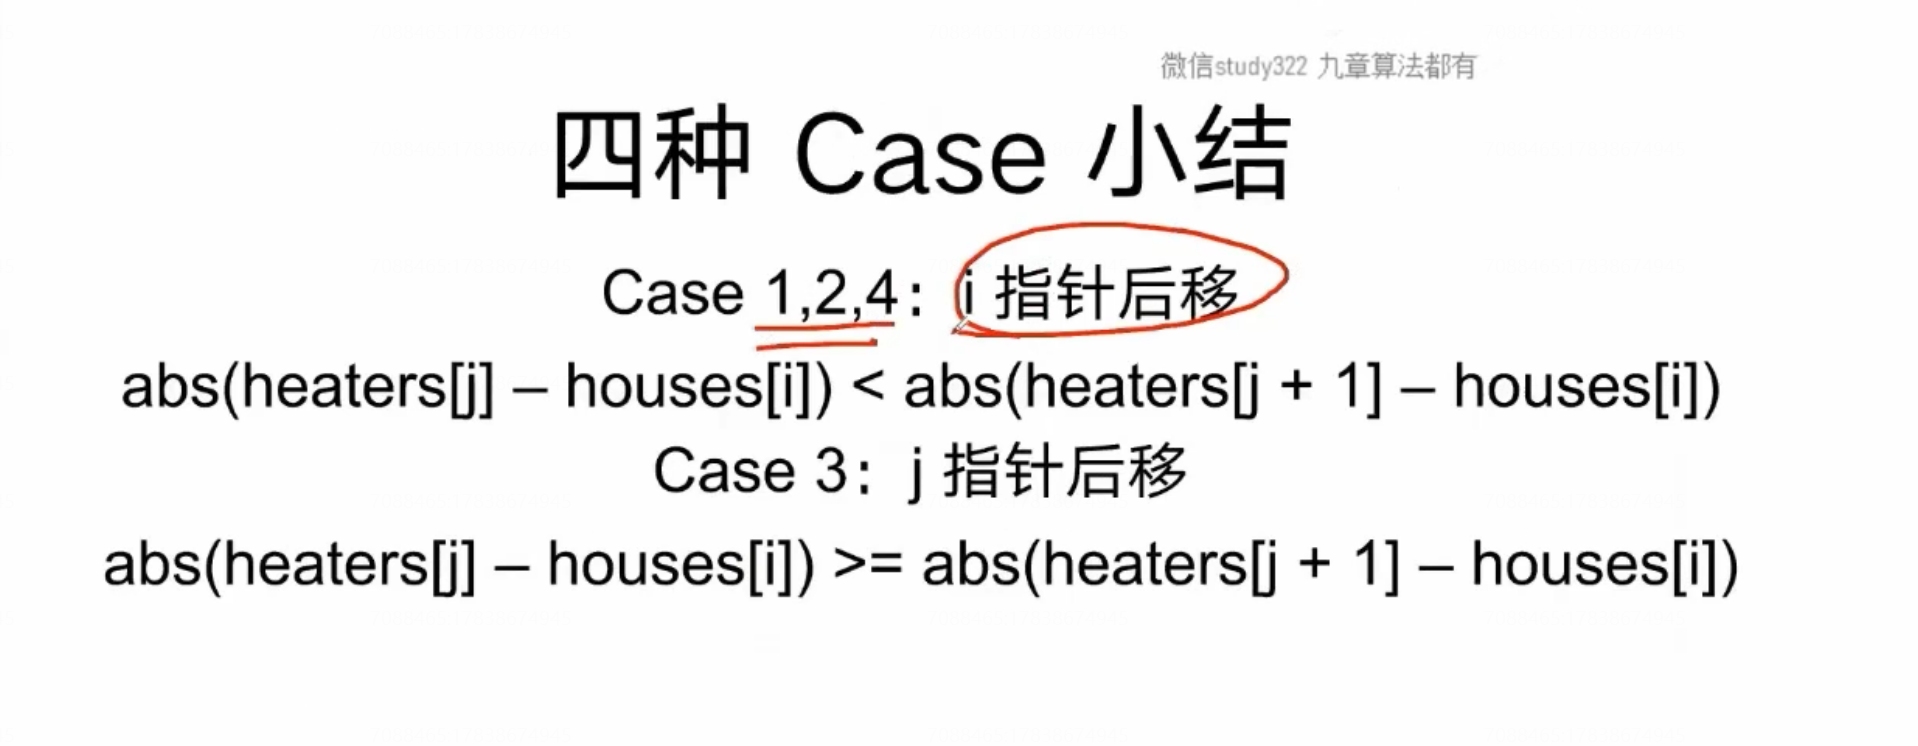 微信study322 九章算法都有
四种 Case 小结
Case 1,2,4：i 指针后移
abs(heaters[j] – houses[i]) < abs(heaters[j + 1] – houses[i])
Case 3：j 指针后移
abs(heaters[j] – houses[i]) >= abs(heaters[j + 1] – houses[i])